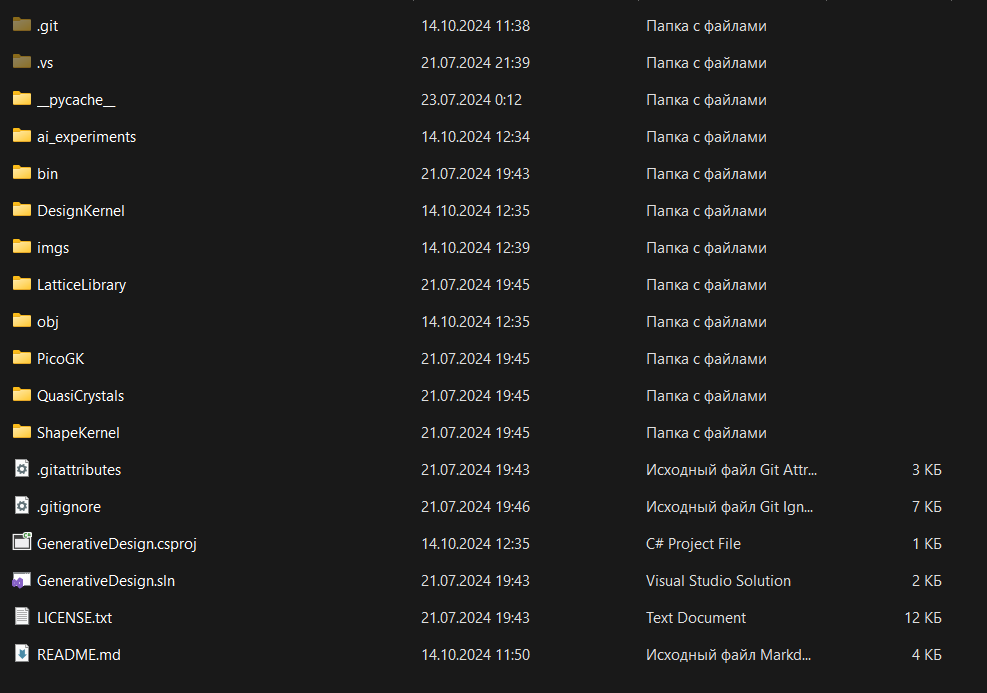 .git 14.10.2024 11:38 Папка с файлами
.vs 21.07.2024 21:39 Папка с файлами
__pycache__ 23.07.2024 0:12 Папка с файлами
ai_experiments 14.10.2024 12:34 Папка с файлами
bin 21.07.2024 19:43 Папка с файлами
DesignKernel 14.10.2024 12:35 Папка с файлами
imgs 14.10.2024 12:39 Папка с файлами
LatticeLibrary 21.07.2024 19:45 Папка с файлами
obj 14.10.2024 12:35 Папка с файлами
PicoGK 21.07.2024 19:45 Папка с файлами
QuasiCrystals 21.07.2024 19:45 Папка с файлами
ShapeKernel 21.07.2024 19:45 Папка с файлами
.gitattributes 21.07.2024 19:43 Исходный файл Git Attr... 3 КБ
.gitignore 21.07.2024 19:46 Исходный файл Git Ign... 7 КБ
GenerativeDesign.csproj 14.10.2024 12:35 C# Project File 1 КБ
GenerativeDesign.sln 21.07.2024 19:43 Visual Studio Solution 2 КБ
LICENSE.txt 21.07.2024 19:43 Text Document 12 КБ
README.md 14.10.2024 11:50 Исходный файл Markd... 4 КБ